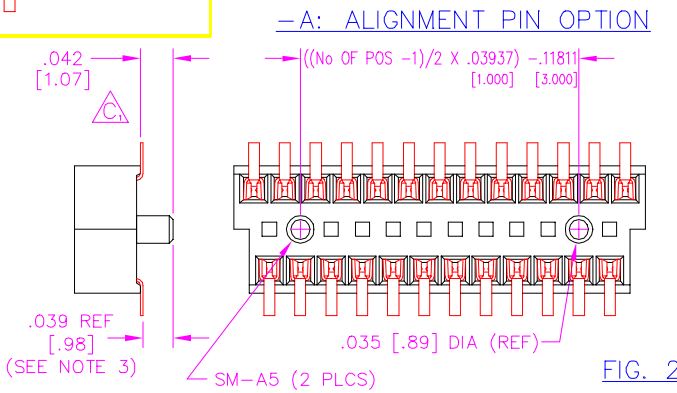 -A: ALIGNMENT PIN OPTION
.042
[1.07]
((No OF POS -1)/2 X .03937) -.11811
[1.000] [3.000]
C1
.039 REF
[.98]
(SEE NOTE 3)
.035 [.89] DIA (REF)
SM-A5 (2 PLCS)
FIG. 2